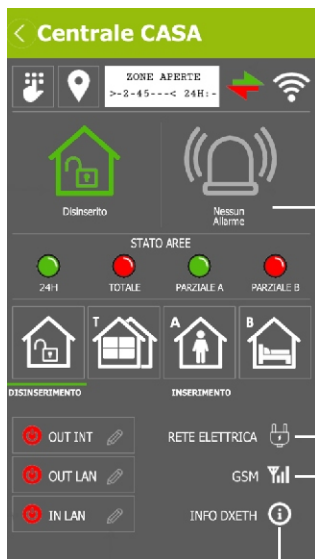 Centrale CASA
ZONE APERTE
>-2-45---< 24H:-
Disinserito
Nessun
Allarme
STATO AREE
24H TOTALE PARZIALE A PARZIALE B
T A B
DISINSERIMENTO INSERIMENTO
OUT INT RETE ELETTRICA
OUT LAN GSM
IN LAN INFO DXETH